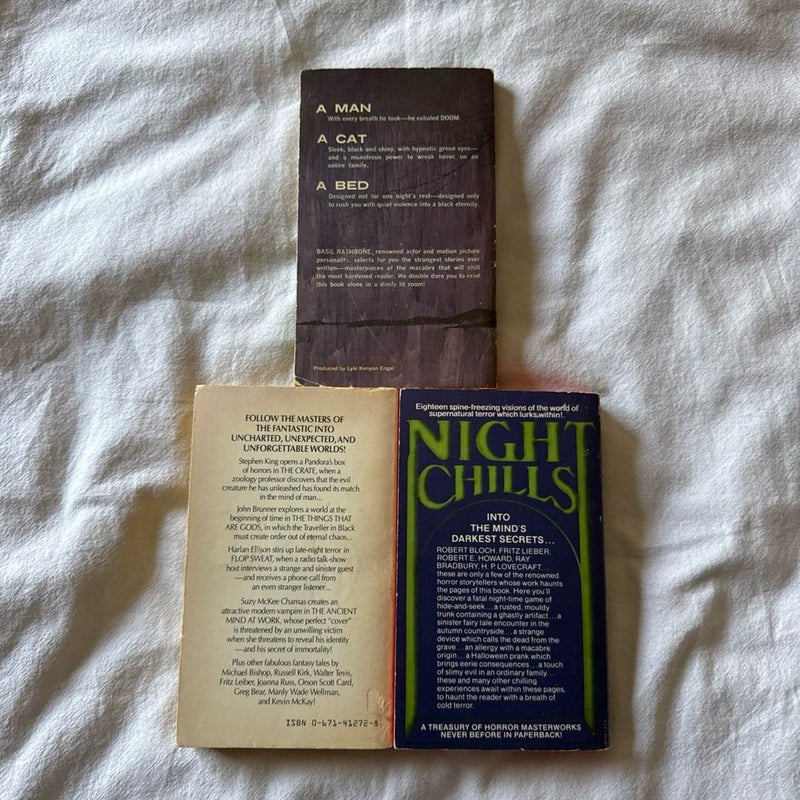 A MAN
With every breath he took—he exhaled DOOM.
A CAT
Sleek, black and shiny, with hypnotic green eyes—
and a monstrous power to wreak havoc on an
entire family.
A BED
Designed not for one night's rest—designed only
to rush you with quiet violence into a black eternity.
BASIL RATHBONE, renowned actor and motion picture
personality, selects for you the strangest stories ever
written—masterpieces of the macabre that will chill
the most hardened reader. We double dare you to read
this book alone in a dimly lit room!
Produced by Lyle Kenyon Engel
FOLLOW THE MASTERS OF
THE FANTASTIC INTO
UNCHARTED, UNEXPECTED, AND
UNFORGETTABLE WORLDS!
Stephen King opens a Pandora's box
of horrors in THE CRATE, when a
zoology professor discovers that the evil
creature he has unleashed has found its match
in the mind of man...
John Brunner explores a world at the
beginning of time in THE THINGS THAT
ARE GODS, in which the Traveller in Black
must create order out of eternal chaos...
Harlan Ellison stirs up late-night terror in
FLOP SWEAT, when a radio talk-show
host interviews a strange and sinister guest
—and receives a phone call from
an even stranger listener...
Suzy McKee Charnas creates an
attractive modern vampire in THE ANCIENT
MIND AT WORK, whose perfect "cover"
is threatened by an unwilling victim
when she threatens to reveal his identity
—and his secret of immortality!
Plus other fabulous fantasy tales by
Michael Bishop, Russell Kirk, Walter Tevis,
Fritz Leiber, Joanna Russ, Orson Scott Card,
Greg Bear, Manly Wade Wellman,
and Kevin McKay!
ISBN 0-671-41272-8
Eighteen spine-freezing visions of the world of
supernatural terror which lurks within!
NIGHT
CHILLS
INTO
THE MIND'S
DARKEST SECRETS...
ROBERT BLOCH, FRITZ LIEBER,
ROBERT E. HOWARD, RAY
BRADBURY, H. P. LOVECRAFT...
these are only a few of the renowned
horror storytellers whose work haunts
the pages of this book. Here you'll
discover a fatal night-time game of
hide-and-seek...a rusted, mouldy
trunk containing a ghastly artifact...a
sinister fairy tale encounter in the
autumn countryside...a strange
device which calls the dead from the
grave...an allergy with a macabre
origin...a Halloween prank which
brings eerie consequences...a touch
of slimy evil in an ordinary family...
these and many other chilling
experiences await within these pages,
to haunt the reader with a breath of
cold terror.
A TREASURY OF HORROR MASTERWORKS
NEVER BEFORE IN PAPERBACK!